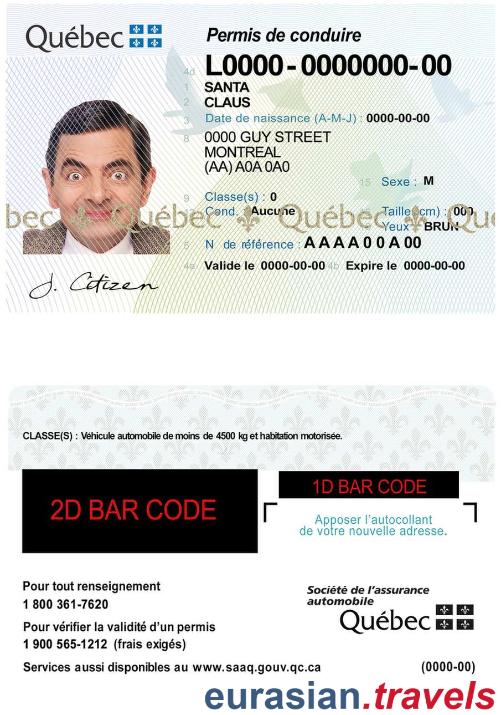 Québec
Permis de conduire
4d L0000-0000000-00
1 SANTA
2 CLAUS
3 Date de naissance (A-M-J) : 0000-00-00
8 0000 GUY STREET
MONTREAL
(AA) A0A 0A0
15 Sexe : M
9 Classe(s) : 0
Cond. : Aucune
Taille (cm) : 000
Yeux : BRUN
bec Québec Québec Qu
5 N de référence : A A A A 0 0 A 00
4a Valide le 0000-00-00 4b Expire le 0000-00-00
J. Citizen
CLASSE(S) : Véhicule automobile de moins de 4500 kg et habitation motorisée.
2D BAR CODE
1D BAR CODE
Apposer l'autocollant
de votre nouvelle adresse.
Pour tout renseignement
1 800 361-7620
Pour vérifier la validité d'un permis
1 900 565-1212 (frais exigés)
Services aussi disponibles au www.saaq.gouv.qc.ca
Société de l'assurance
automobile
Québec
(0000-00)
eurasian.travels